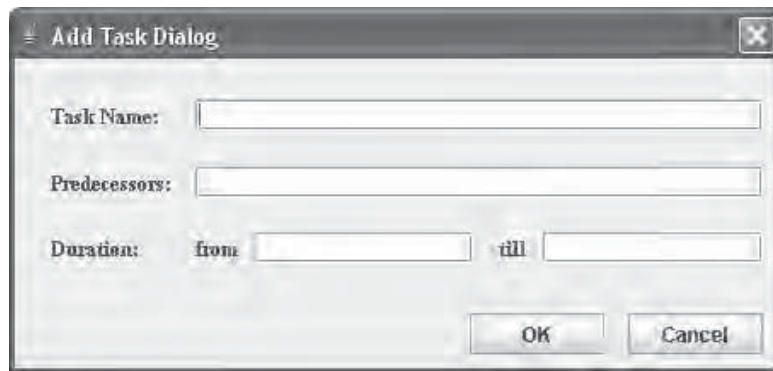 Add Task Dialog
Task Name:
Predecessors:
Duration: from till
OK Cancel